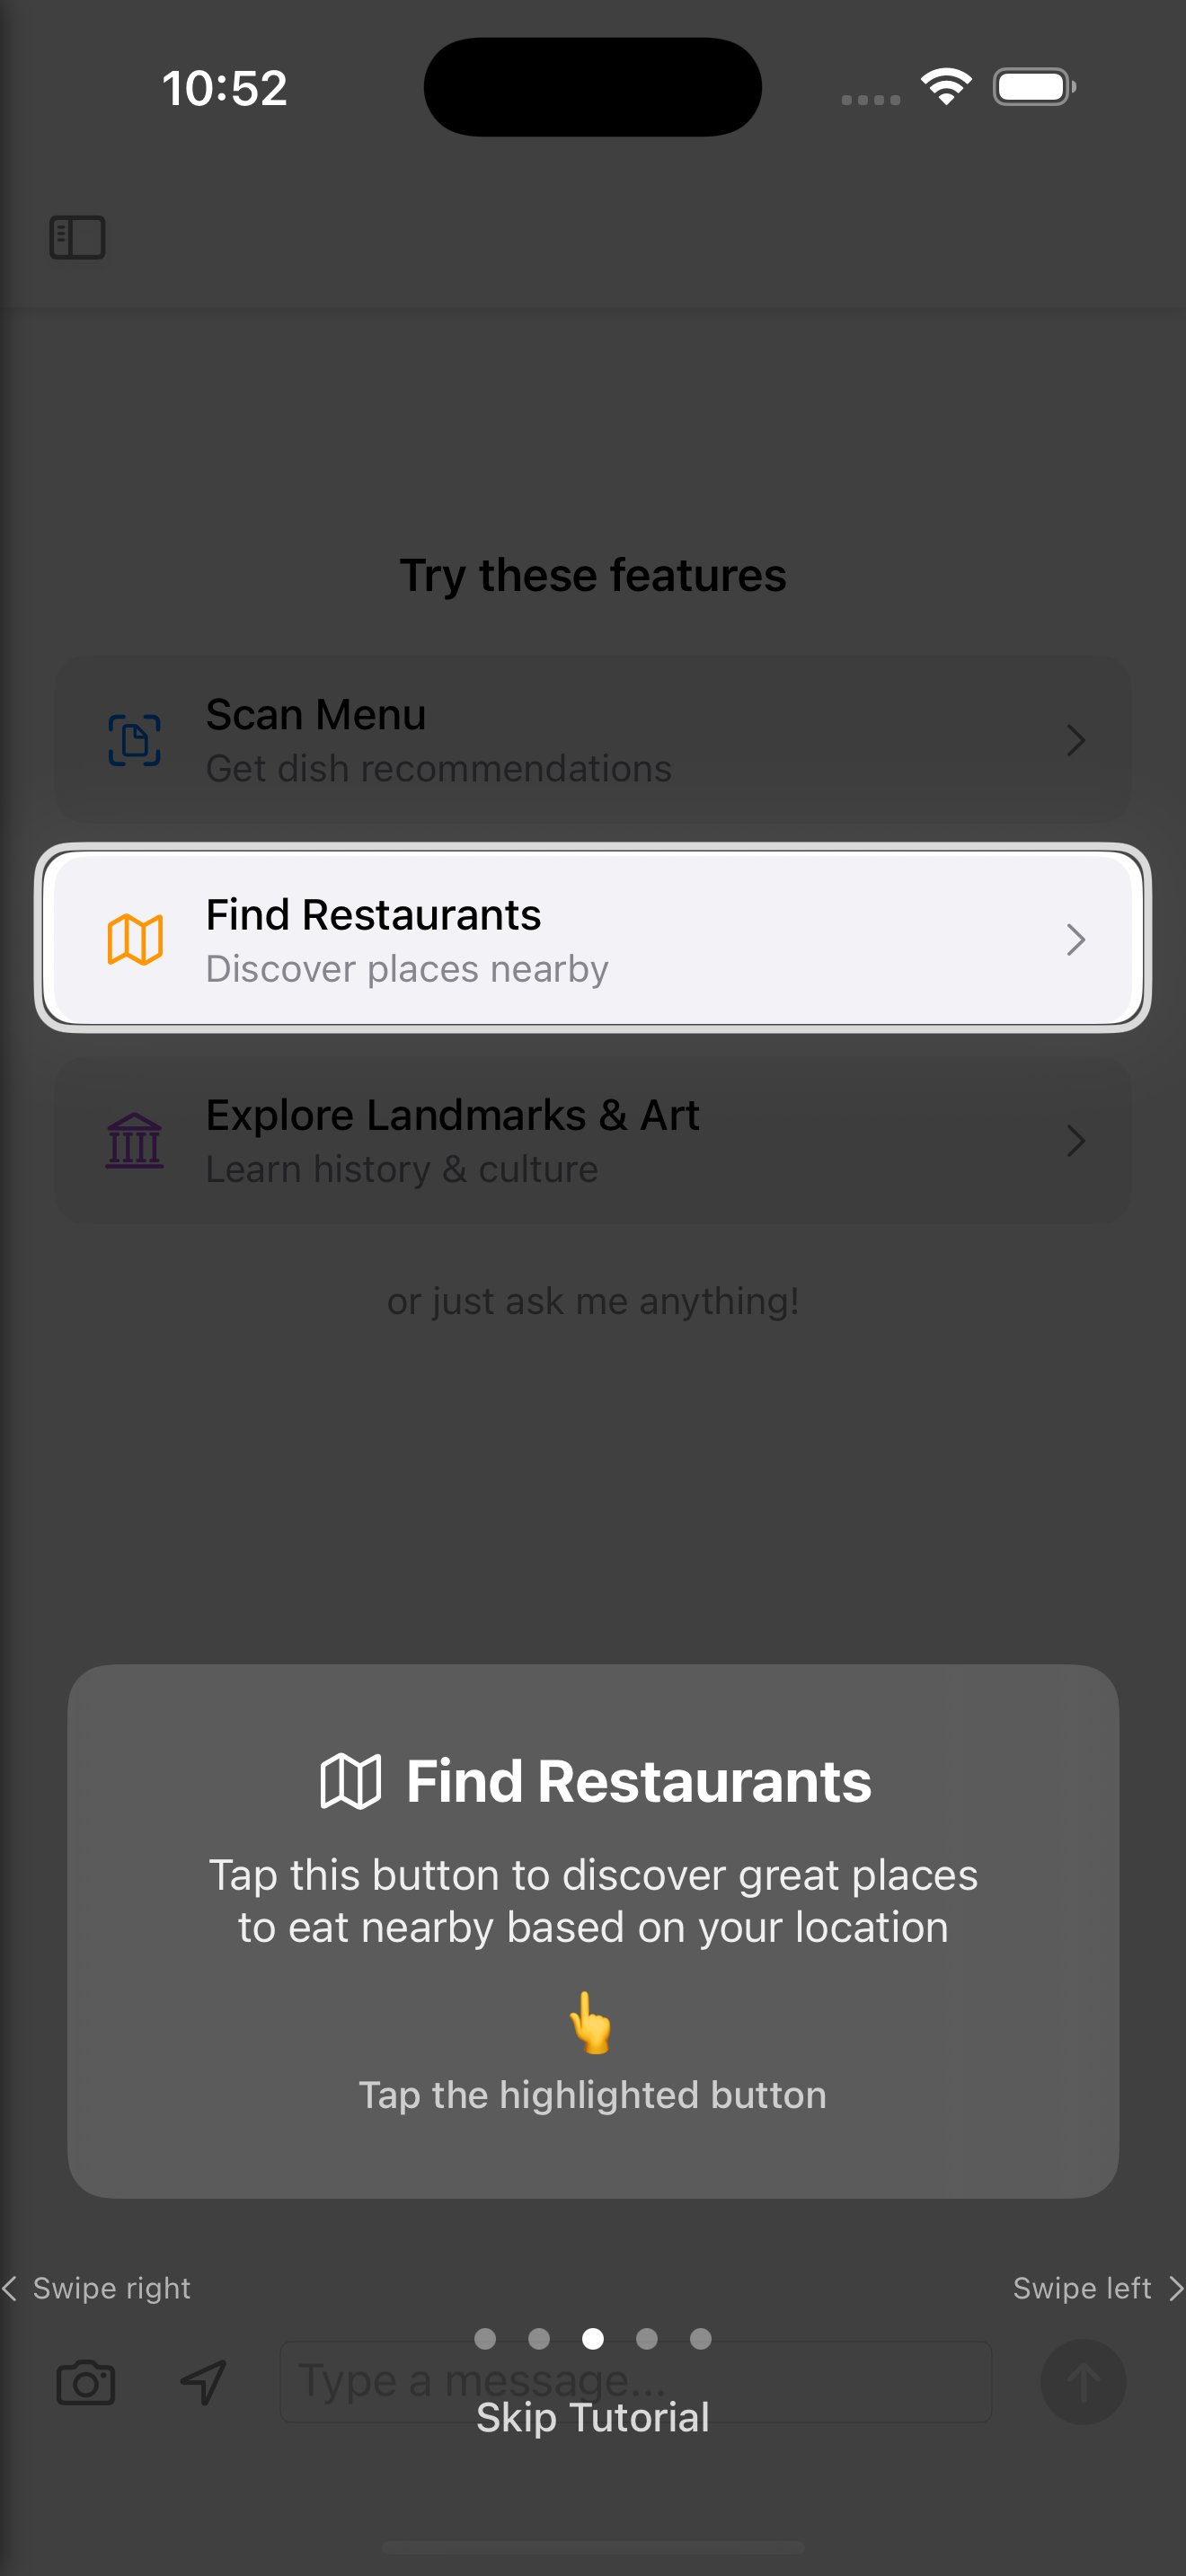 10:52
Try these features
Scan Menu
Get dish recommendations
Find Restaurants
Discover places nearby
Explore Landmarks & Art
Learn history & culture
or just ask me anything!
Find Restaurants
Tap this button to discover great places
to eat nearby based on your location
Tap the highlighted button
Swipe right
Swipe left
Type a message...
Skip Tutorial